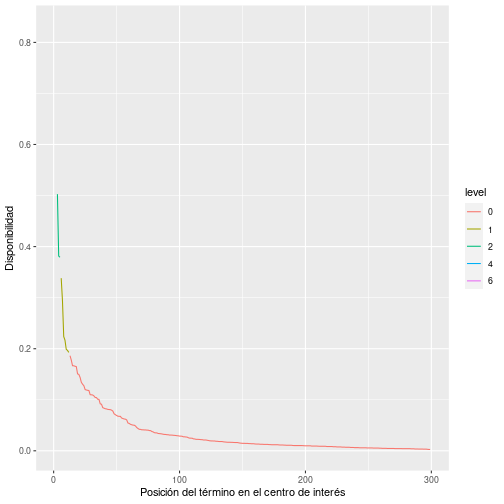 0.8
0.6
0.4
0.2
0.0
Disponibilidad
0 100 200 300
Posición del término en el centro de interés
level
0
1
2
4
6